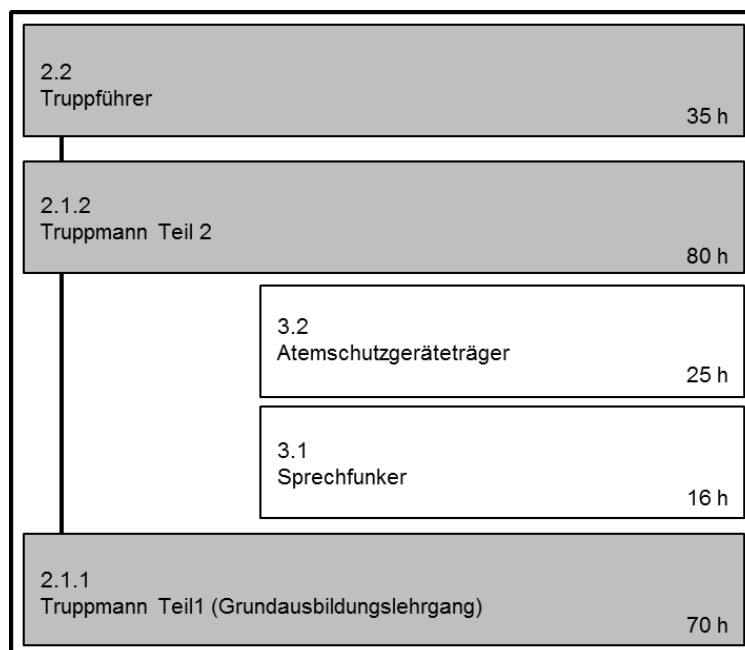 2.2
Truppführer
35 h
2.1.2
Truppmann Teil 2
80 h
3.2
Atemschutzgeräteträger
25 h
3.1
Sprechfunker
16 h
2.1.1
Truppmann Teil1 (Grundausbildungslehrgang)
70 h